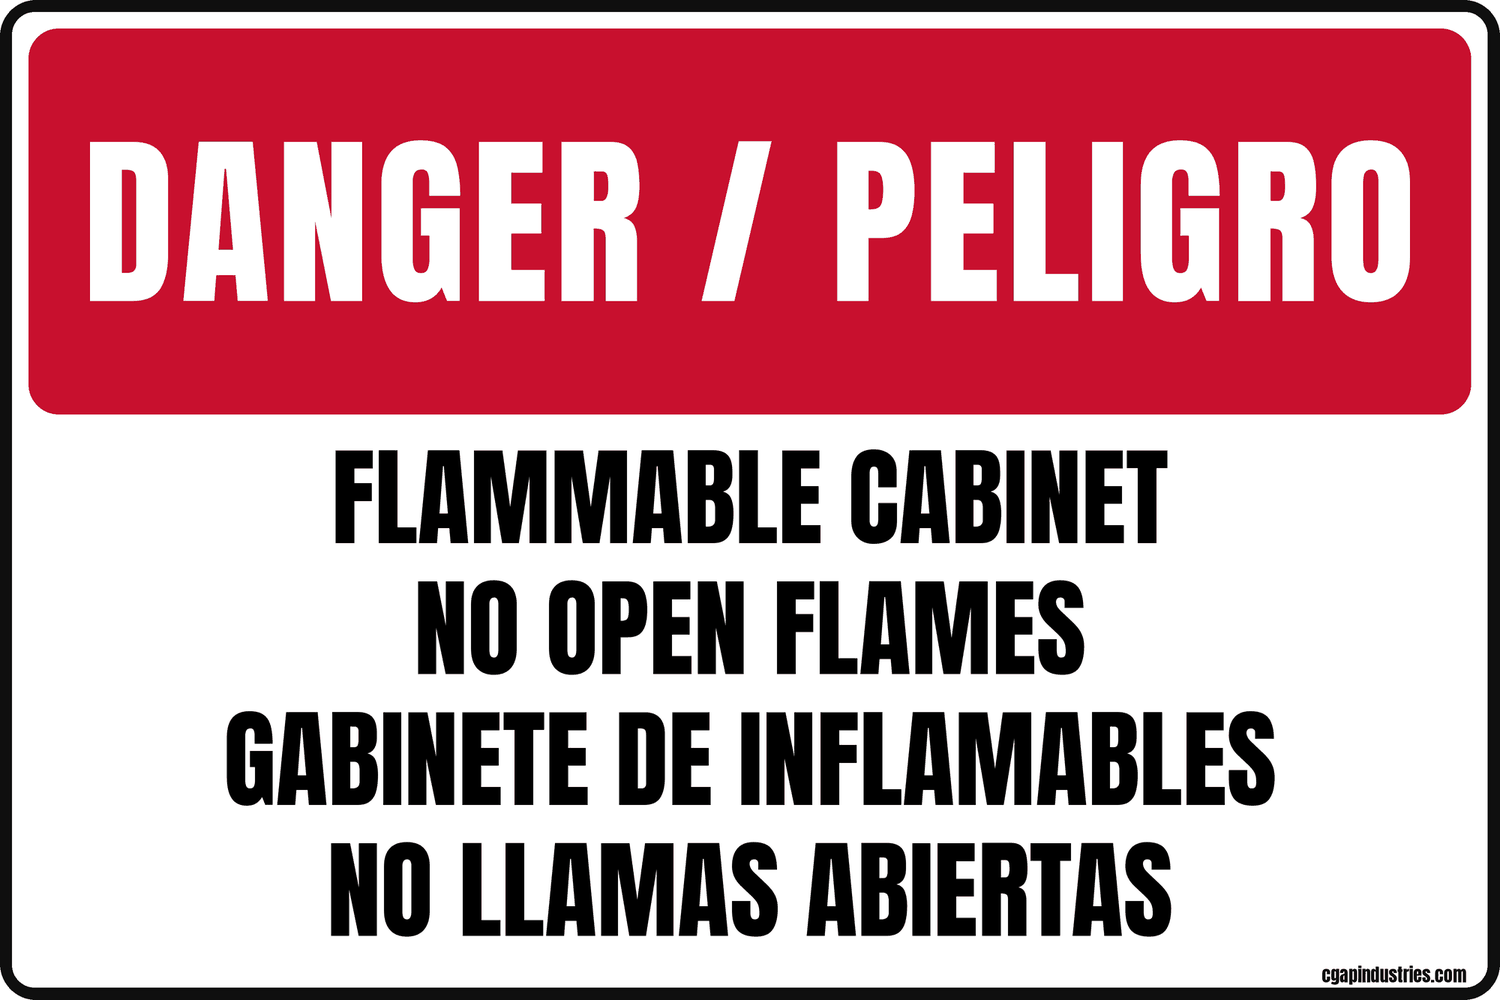 DANGER / PELIGRO
FLAMMABLE CABINET
NO OPEN FLAMES
GABINETE DE INFLAMABLES
NO LLAMAS ABIERTAS
cgapindustries.com